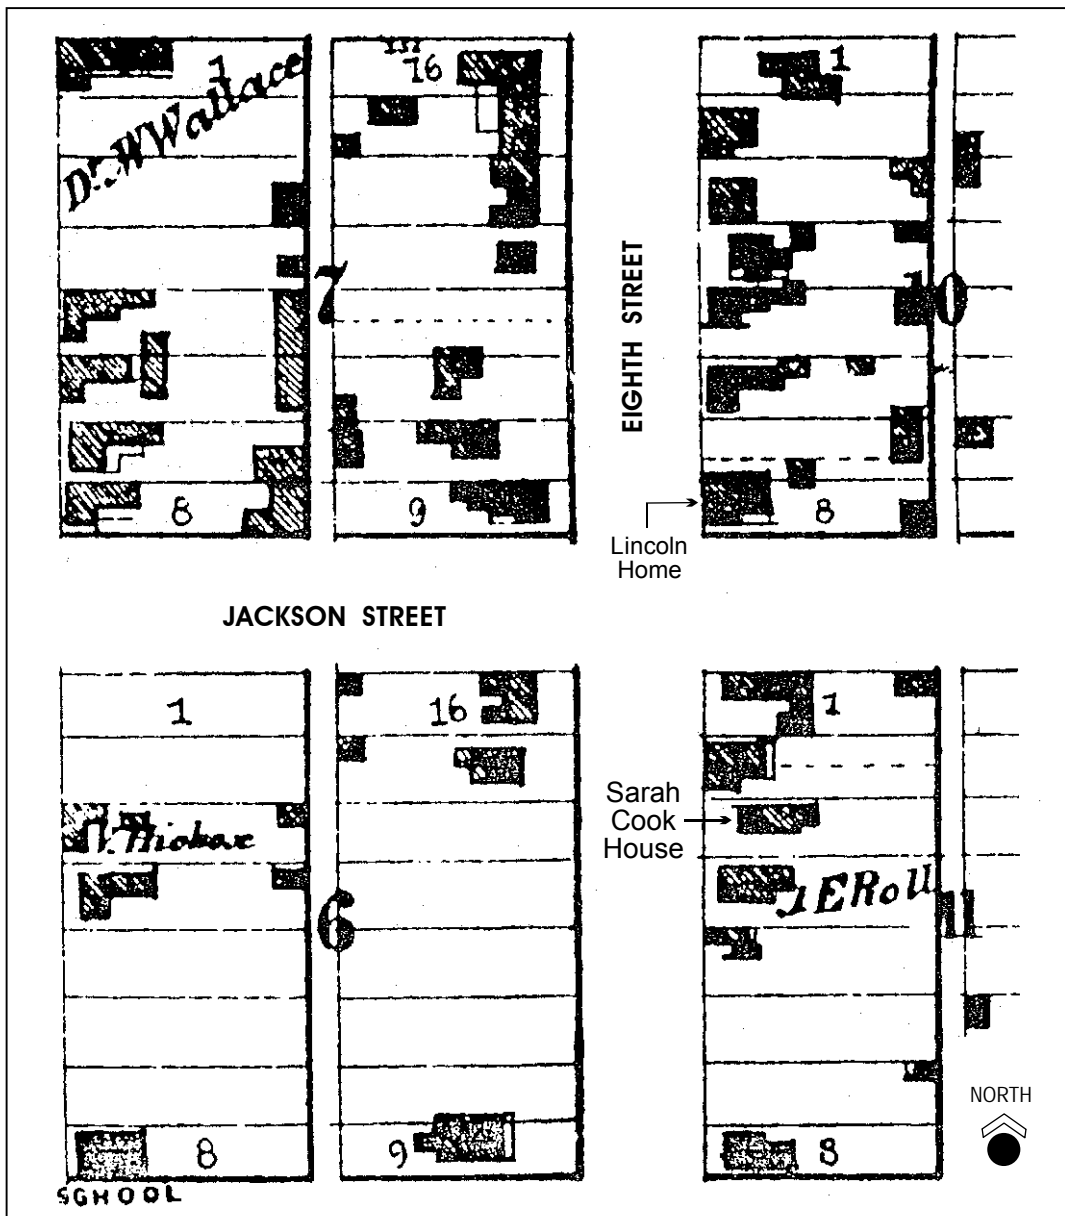 1
Dr. W Wallace
16
7
8
9
1
10
8
EIGHTH STREET
Lincoln
Home
JACKSON STREET
1
16
6
8
9
SCHOOL
1
Sarah
Cook
House
J E Roll
11
8
NORTH